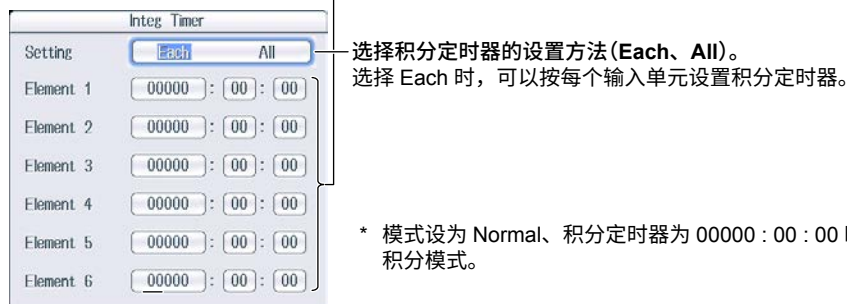 Integ Timer
Setting Each All
选择积分定时器的设置方法(Each、All)。
选择 Each 时，可以按每个输入单元设置积分定时器。
Element 1 00000 : 00 : 00
Element 2 00000 : 00 : 00
Element 3 00000 : 00 : 00
Element 4 00000 : 00 : 00
Element 5 00000 : 00 : 00
Element 6 00000 : 00 : 00
* 模式设为 Normal、积分定时器为 00000 : 00 : 00
积分模式。